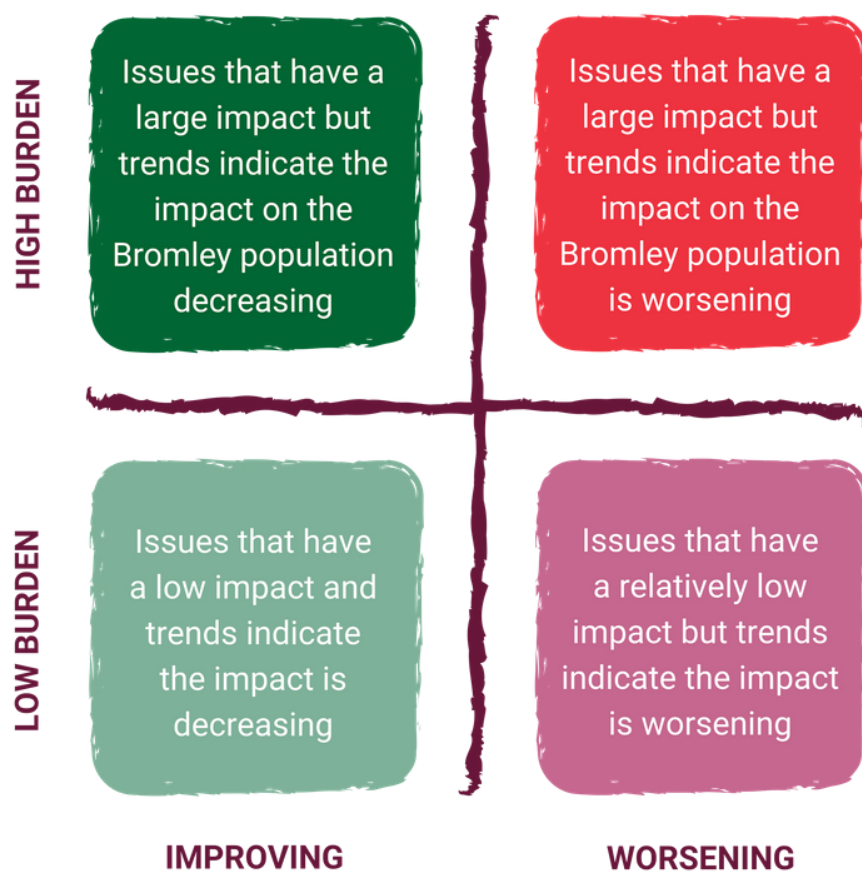 HIGH BURDEN
Issues that have a
large impact but
trends indicate the
impact on the
Bromley population
decreasing
Issues that have a
large impact but
trends indicate the
impact on the
Bromley population
is worsening
LOW BURDEN
Issues that have
a low impact and
trends indicate
the impact is
decreasing
Issues that have
a relatively low
impact but trends
indicate the impact
is worsening
IMPROVING
WORSENING